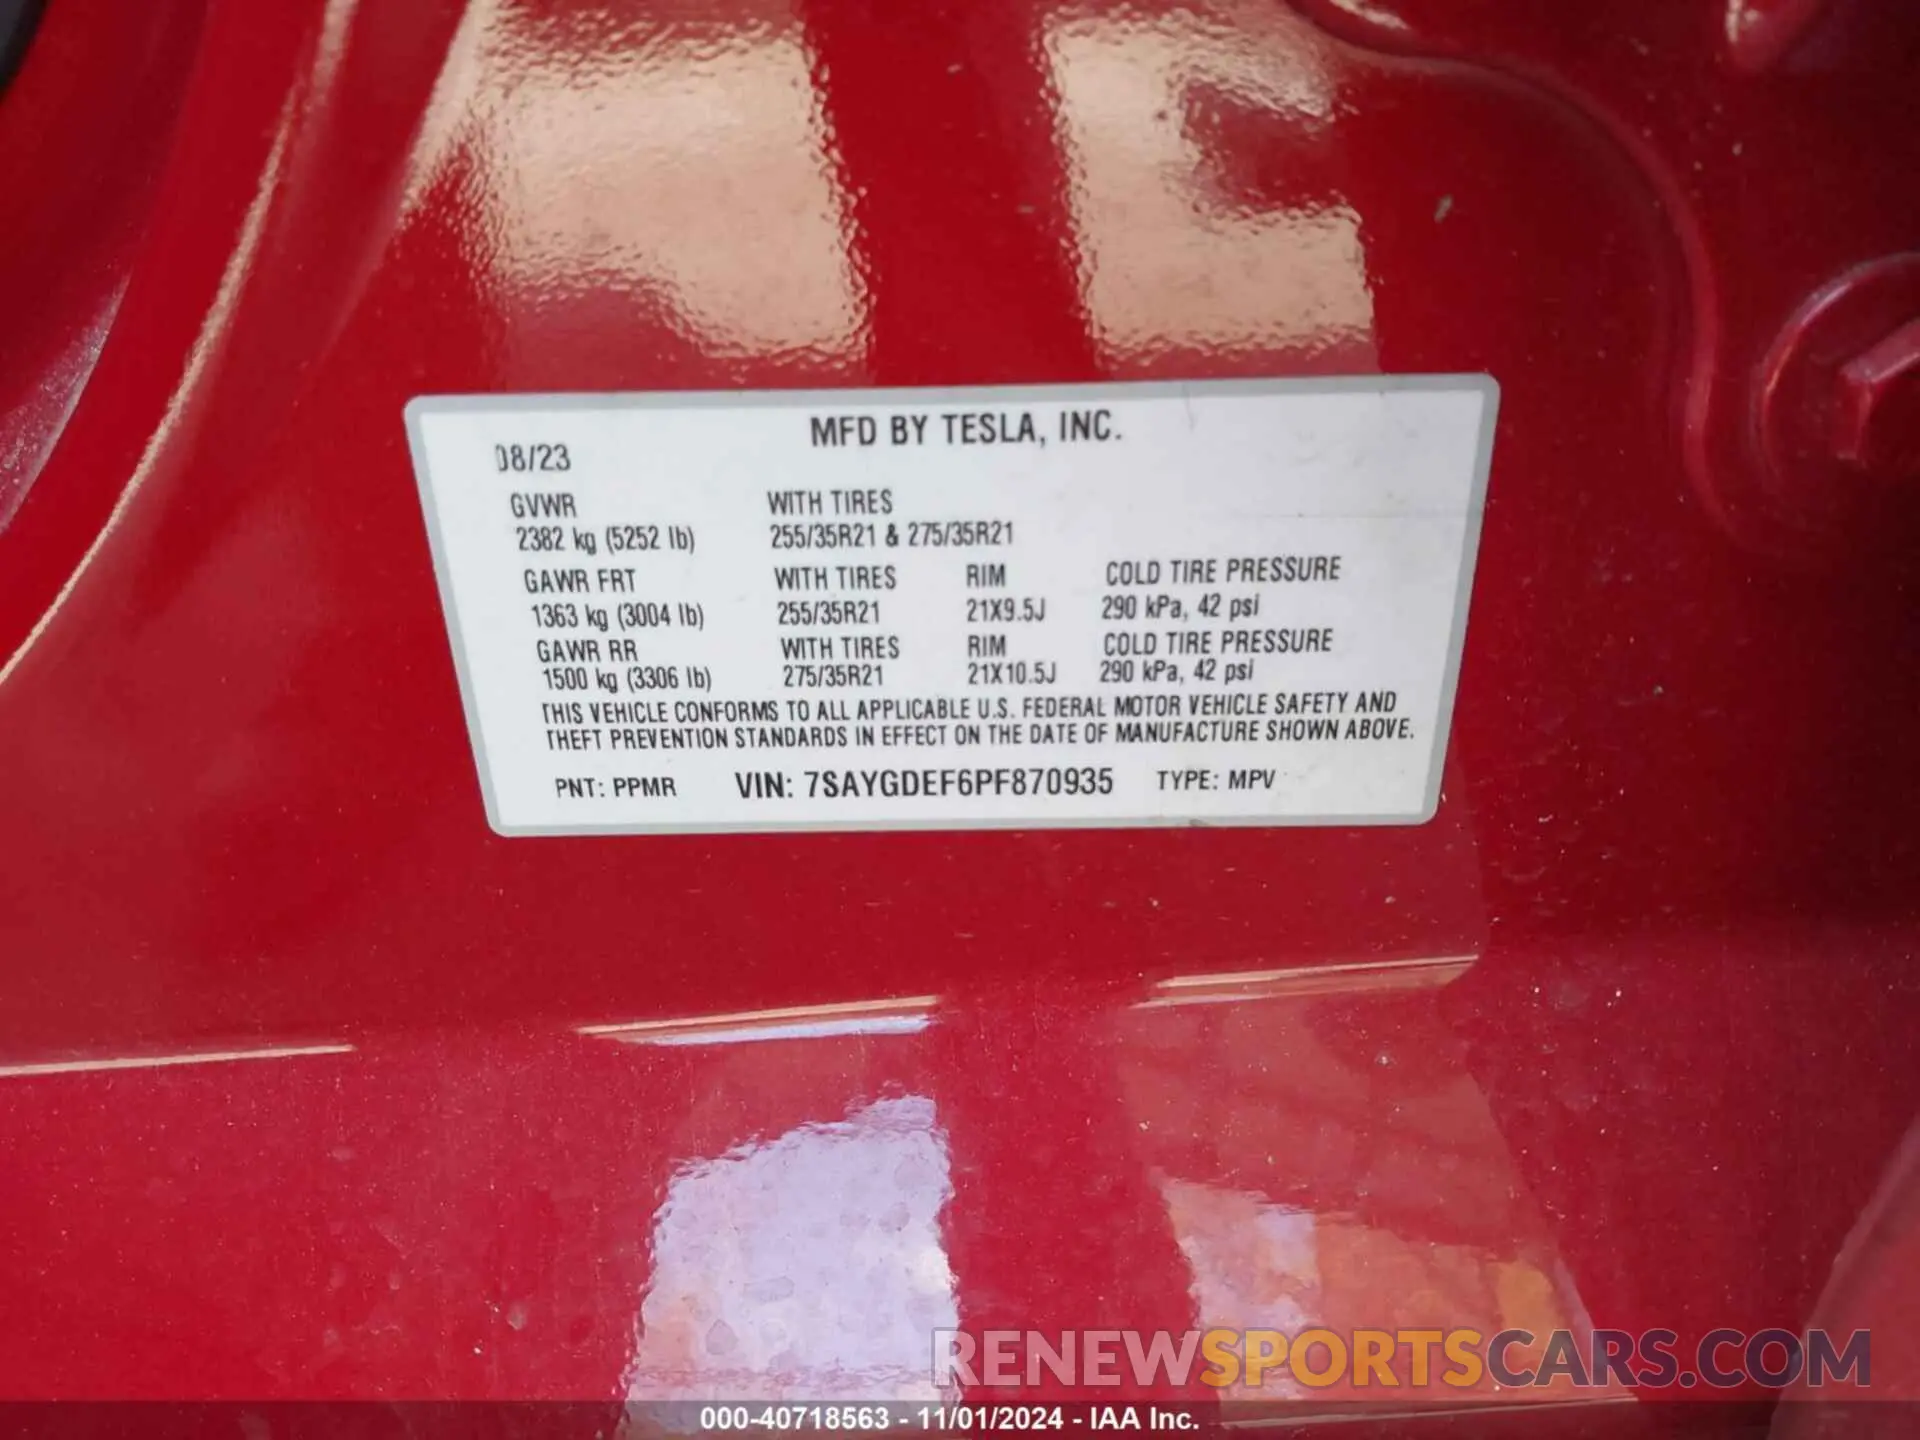 MFD BY TESLA, INC.
08/23
GVWR WITH TIRES
2382 kg (5252 lb) 255/35R21 & 275/35R21
GAWR FRT WITH TIRES RIM COLD TIRE PRESSURE
1363 kg (3004 lb) 255/35R21 21X9.5J 290 kPa, 42 psi
GAWR RR WITH TIRES RIM COLD TIRE PRESSURE
1500 kg (3306 lb) 275/35R21 21X10.5J 290 kPa, 42 psi
THIS VEHICLE CONFORMS TO ALL APPLICABLE U.S. FEDERAL MOTOR VEHICLE SAFETY AND
THEFT PREVENTION STANDARDS IN EFFECT ON THE DATE OF MANUFACTURE SHOWN ABOVE.
PNT: PPMR VIN: 7SAYGDEF6PF870935 TYPE: MPV
RENEWSPORTSCARS.COM
000-40718563 - 11/01/2024 - IAA Inc.